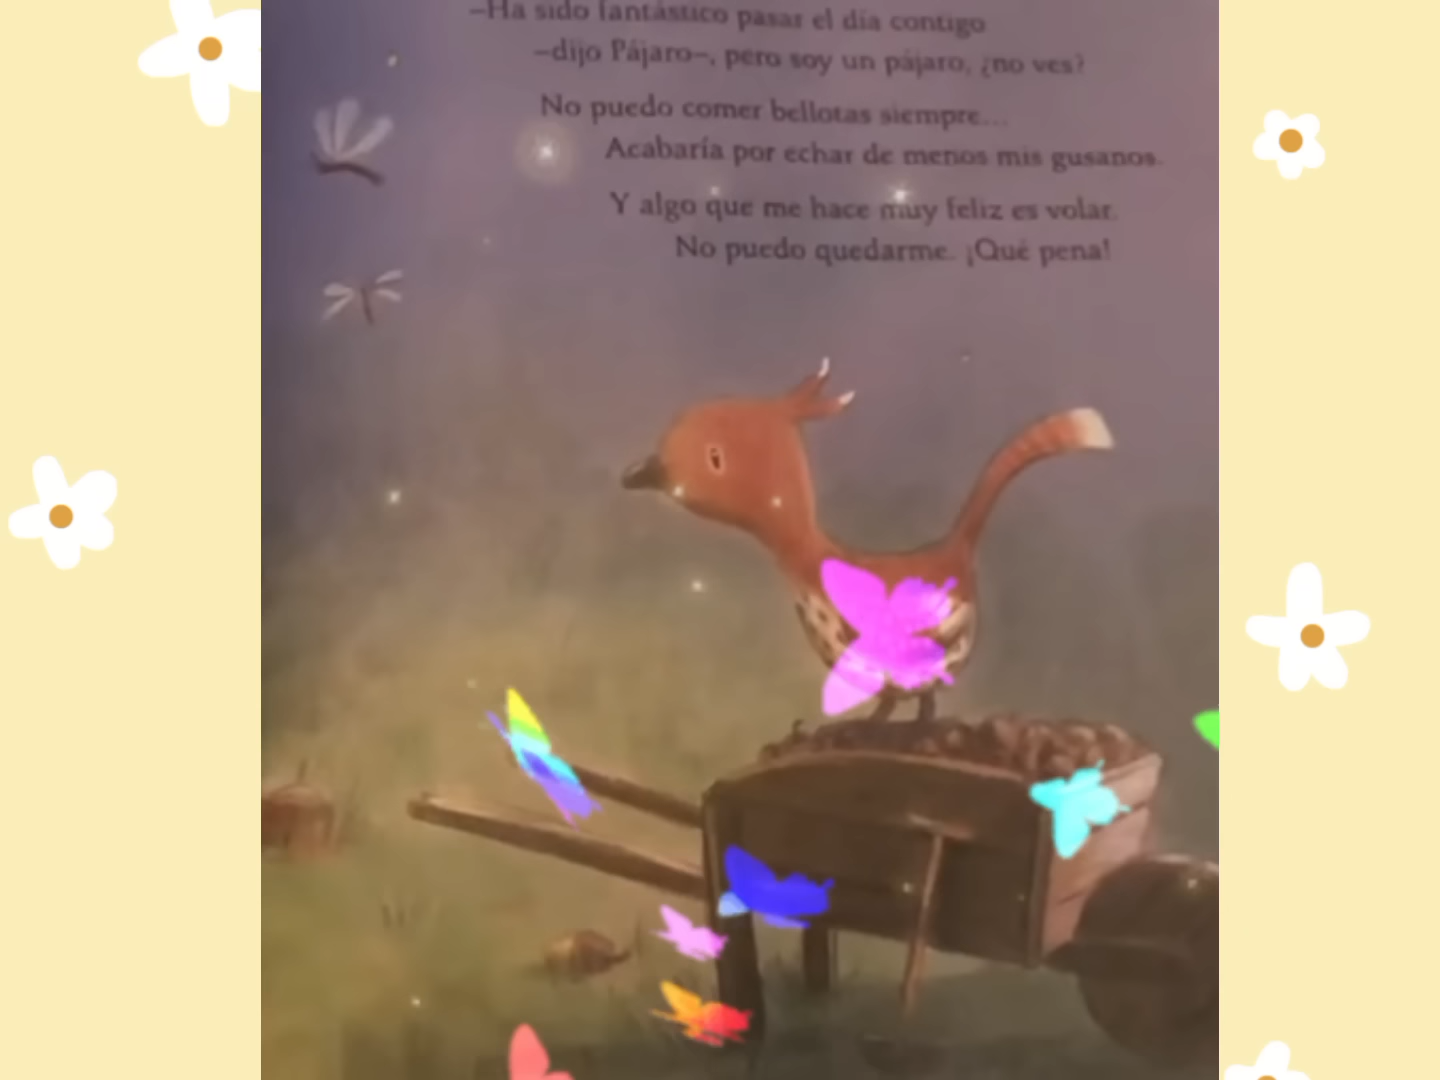 –Ha sido fantástico pasar el día contigo
–dijo Pájaro–, pero soy un pájaro, ¿no ves?
No puedo comer bellotas siempre...
Acabaría por echar de menos mis gusanos.
Y algo que me hace muy feliz es volar.
No puedo quedarme. ¡Qué pena!